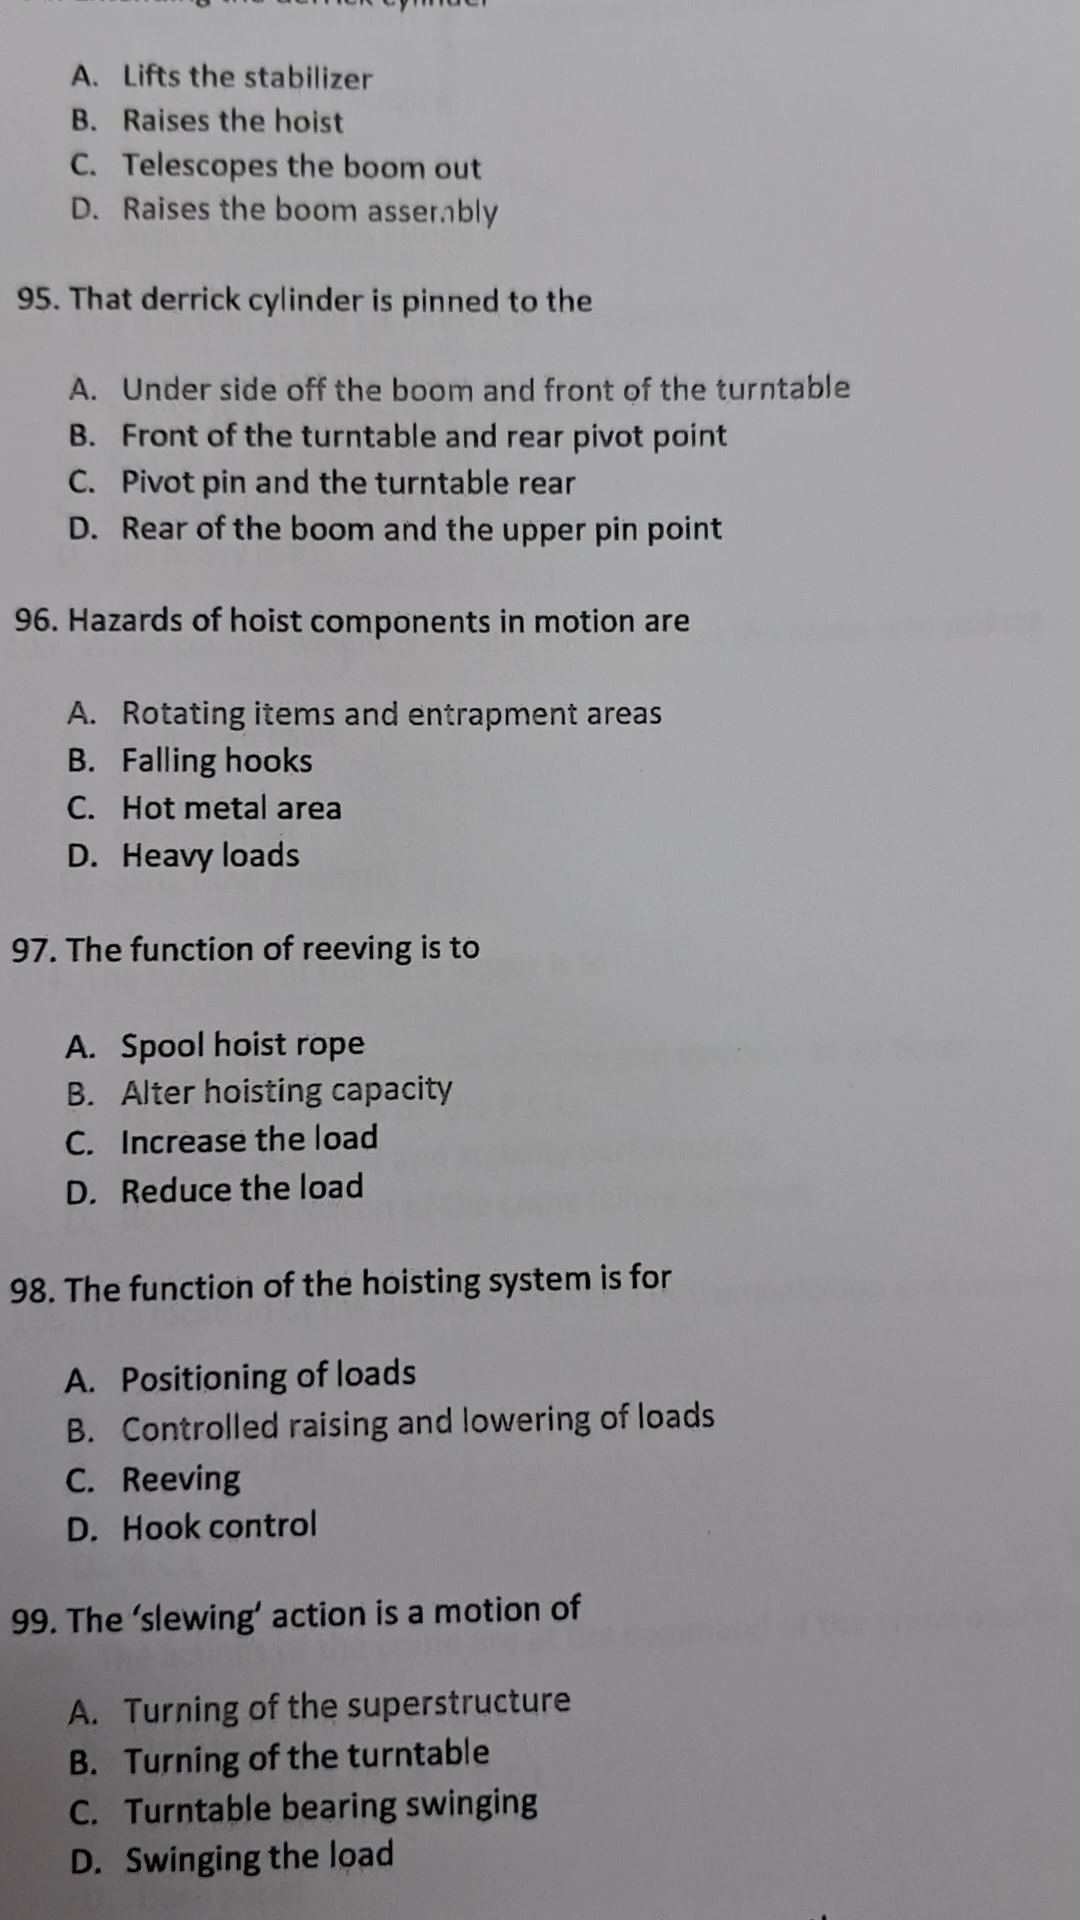 A. Lifts the stabilizer
B. Raises the hoist
C. Telescopes the boom out
D. Raises the boom assembly
95. That derrick cylinder is pinned to the
A. Under side off the boom and front of the turntable
B. Front of the turntable and rear pivot point
C. Pivot pin and the turntable rear
D. Rear of the boom and the upper pin point
96. Hazards of hoist components in motion are
A. Rotating items and entrapment areas
B. Falling hooks
C. Hot metal area
D. Heavy loads
97. The function of reeving is to
A. Spool hoist rope
B. Alter hoisting capacity
C. Increase the load
D. Reduce the load
98. The function of the hoisting system is for
A. Positioning of loads
B. Controlled raising and lowering of loads
C. Reeving
D. Hook control
99. The ‘slewing’ action is a motion of
A. Turning of the superstructure
B. Turning of the turntable
C. Turntable bearing swinging
D. Swinging the load